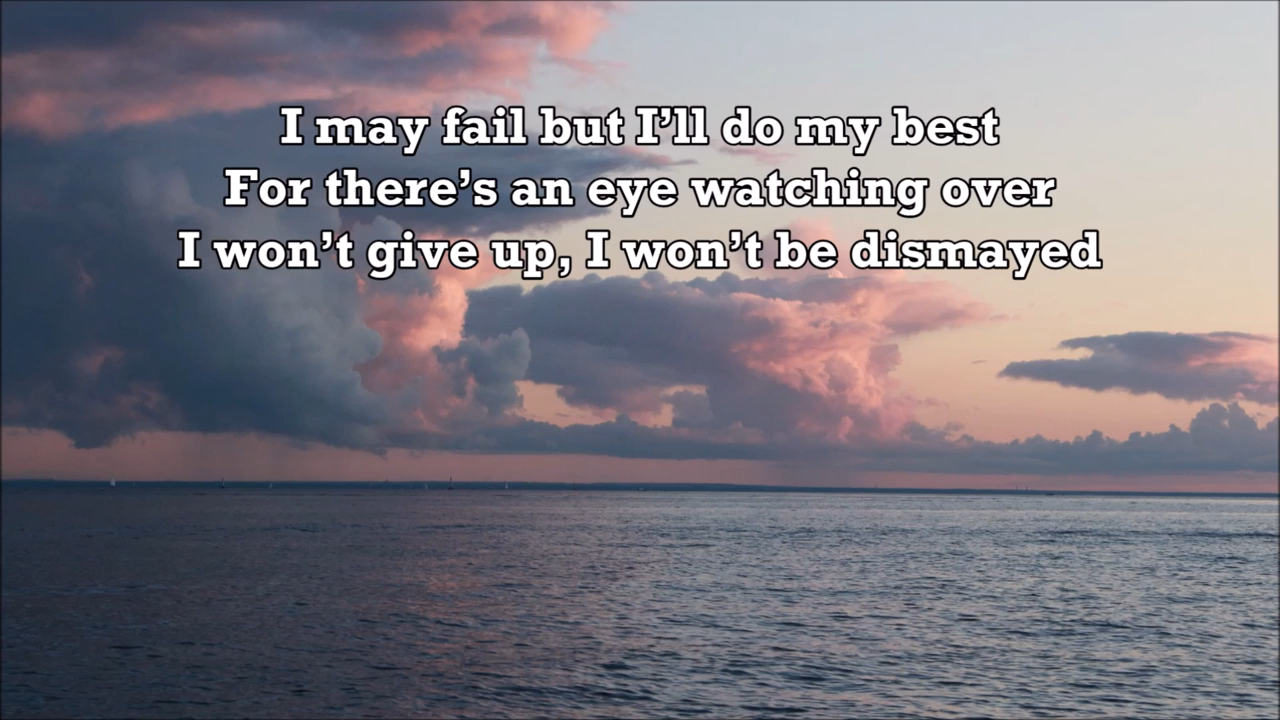 I may fail but I’ll do my best
For there’s an eye watching over
I won’t give up, I won’t be dismayed